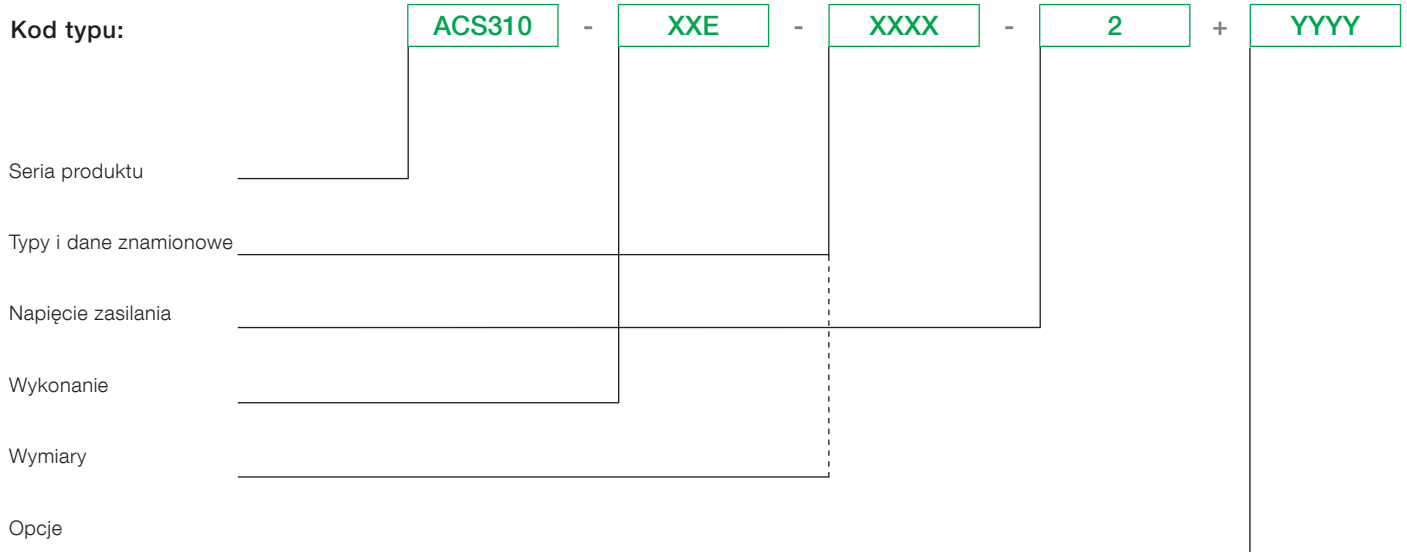 Kod typu: ACS310 - XXE - XXXX - 2 + YYYY
Seria produktu
Typy i dane znamionowe
Napięcie zasilania
Wykonanie
Wymiary
Opcje